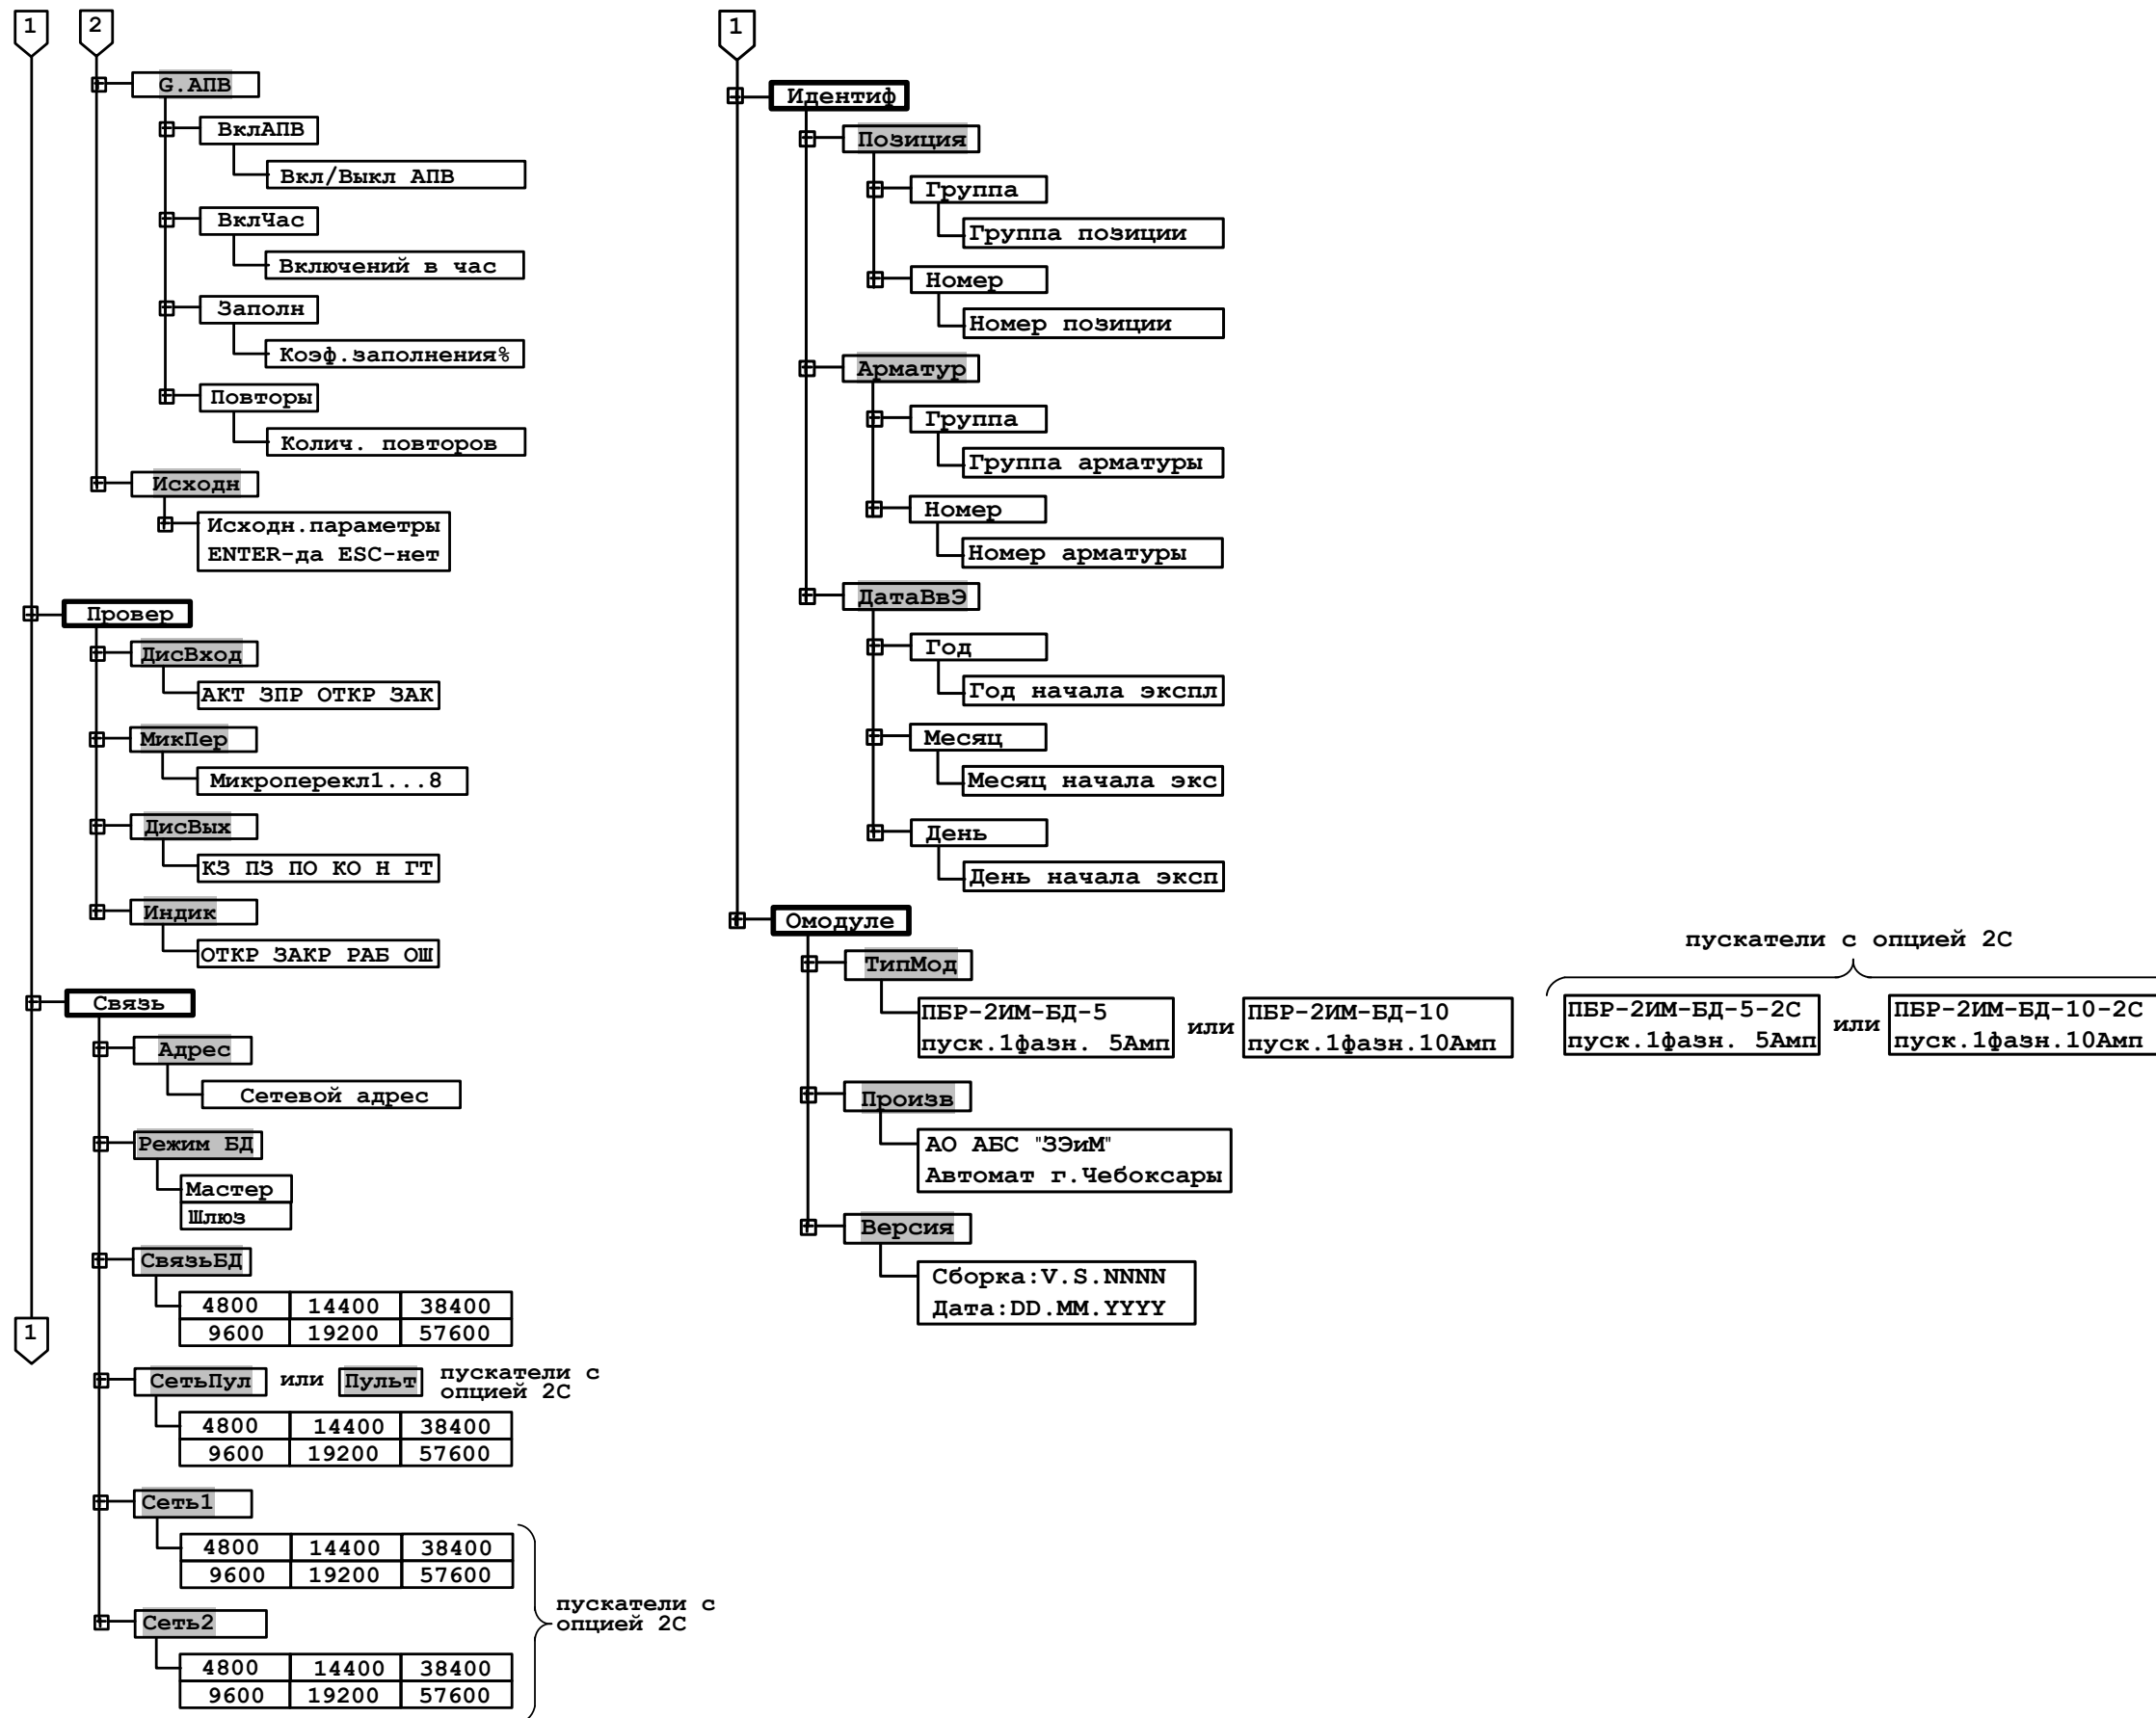 1
2
G.АПВ
ВклАПВ
Вкл/Выкл АПВ
ВклЧас
Включений в час
Заполн
Коэф.заполнения%
Повторы
Колич. повторов
Исходн
Исходн.параметры
ENTER-да ESC-нет
Провер
ДисВход
АКТ ЗПР ОТКР ЗАК
МикПер
Микроперекл1...8
ДисВых
КЗ ПЗ ПО КО Н ГТ
Индик
ОТКР ЗАКР РАБ ОШ
Связь
Адрес
Сетевой адрес
Режим БД
Мастер
Шлюз
СвязьБД
4800 14400 38400
9600 19200 57600
1
СетьПул или Пульт пускатели с
опцией 2С
4800 14400 38400
9600 19200 57600
Сеть1
4800 14400 38400
9600 19200 57600
Сеть2
4800 14400 38400
9600 19200 57600
пускатели с
опцией 2С
1
Идентиф
Позиция
Группа
Группа позиции
Номер
Номер позиции
Арматур
Группа
Группа арматуры
Номер
Номер арматуры
ДатаВвЭ
Год
Год начала экспл
Месяц
Месяц начала экс
День
День начала эксп
Омодуле
ТипМод
пускатели с опцией 2С
ПБР-2ИМ-БД-5
пуск.1фазн. 5Амп
или
ПБР-2ИМ-БД-10
пуск.1фазн.10Амп
ПБР-2ИМ-БД-5-2С
пуск.1фазн. 5Амп
или
ПБР-2ИМ-БД-10-2С
пуск.1фазн.10Амп
Произв
АО АБС "ЗЭиМ"
Автомат г.Чебоксары
Версия
Сборка:V.S.NNNN
Дата:DD.MM.YYYY